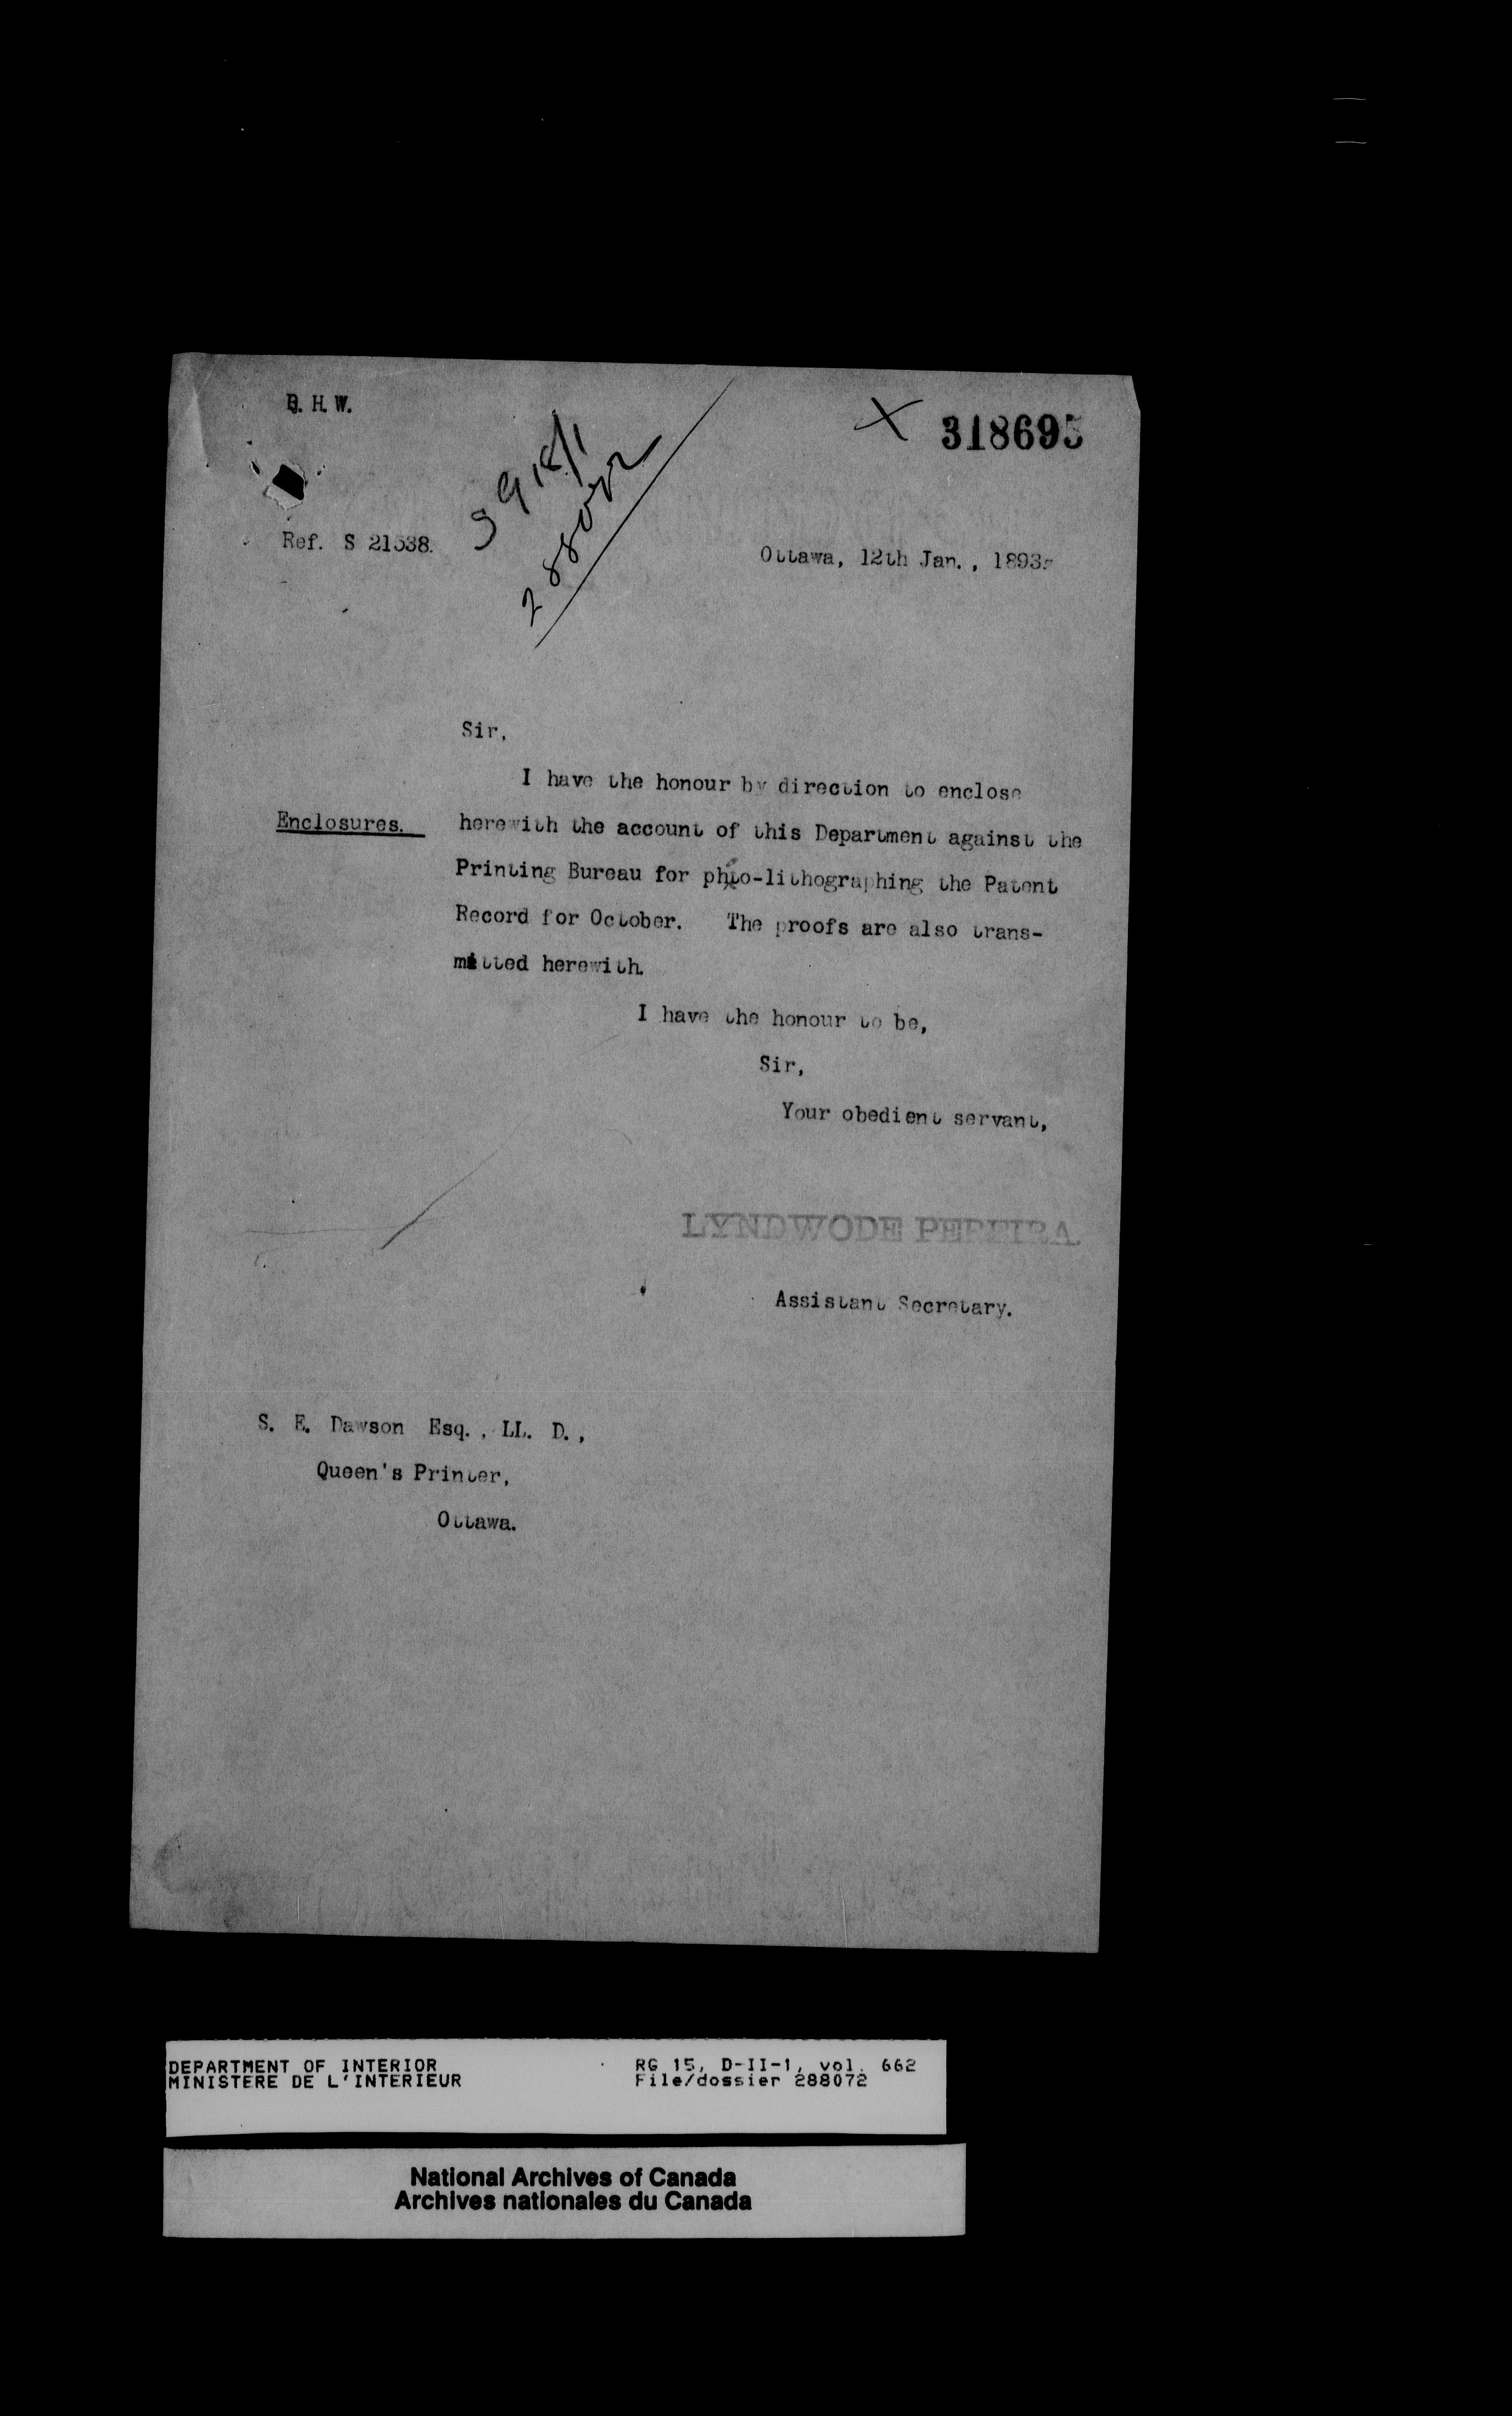 B. H. W.
318695
Ref. S 21538.
288072
Ottawa, 12th Jan., 1893.
Sir,
I have the honour by direction to enclose
Enclosures. herewith the account of this Department against the
Printing Bureau for photo-lithographing the Patent
Record for October. The proofs are also trans-
mitted herewith.
I have the honour to be,
Sir,
Your obedient servant,
LYNDWODE PEREIRA.
Assistant Secretary.
S. E. Dawson Esq., LL. D.,
Queen's Printer,
Ottawa.
DEPARTMENT OF INTERIOR RG 15, D-II-1, vol. 662
MINISTERE DE L'INTERIEUR File/dossier 288072
National Archives of Canada
Archives nationales du Canada